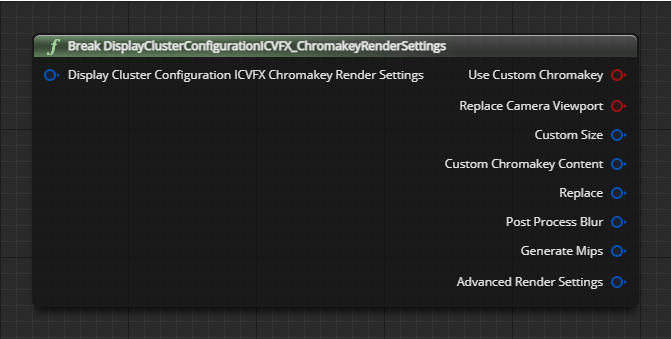 f Break DisplayClusterConfigurationICVFX_ChromakeyRenderSettings
Display Cluster Configuration ICVFX Chromakey Render Settings
Use Custom Chromakey
Replace Camera Viewport
Custom Size
Custom Chromakey Content
Replace
Post Process Blur
Generate Mips
Advanced Render Settings